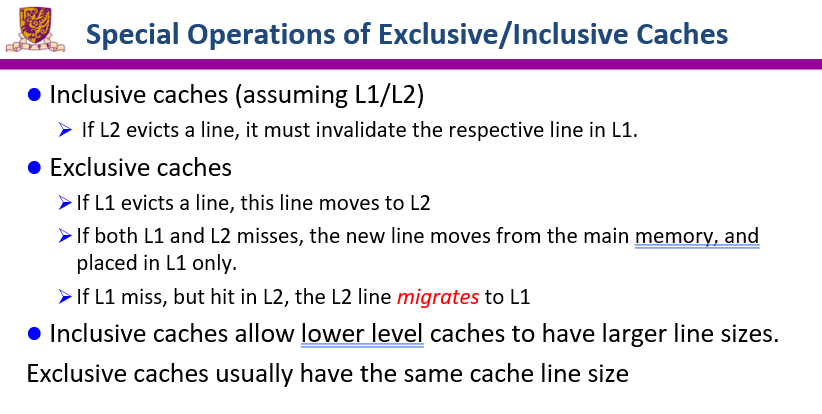 Special Operations of Exclusive/Inclusive Caches
Inclusive caches (assuming L1/L2)
If L2 evicts a line, it must invalidate the respective line in L1.
Exclusive caches
If L1 evicts a line, this line moves to L2
If both L1 and L2 misses, the new line moves from the main memory, and
placed in L1 only.
If L1 miss, but hit in L2, the L2 line migrates to L1
Inclusive caches allow lower level caches to have larger line sizes.
Exclusive caches usually have the same cache line size